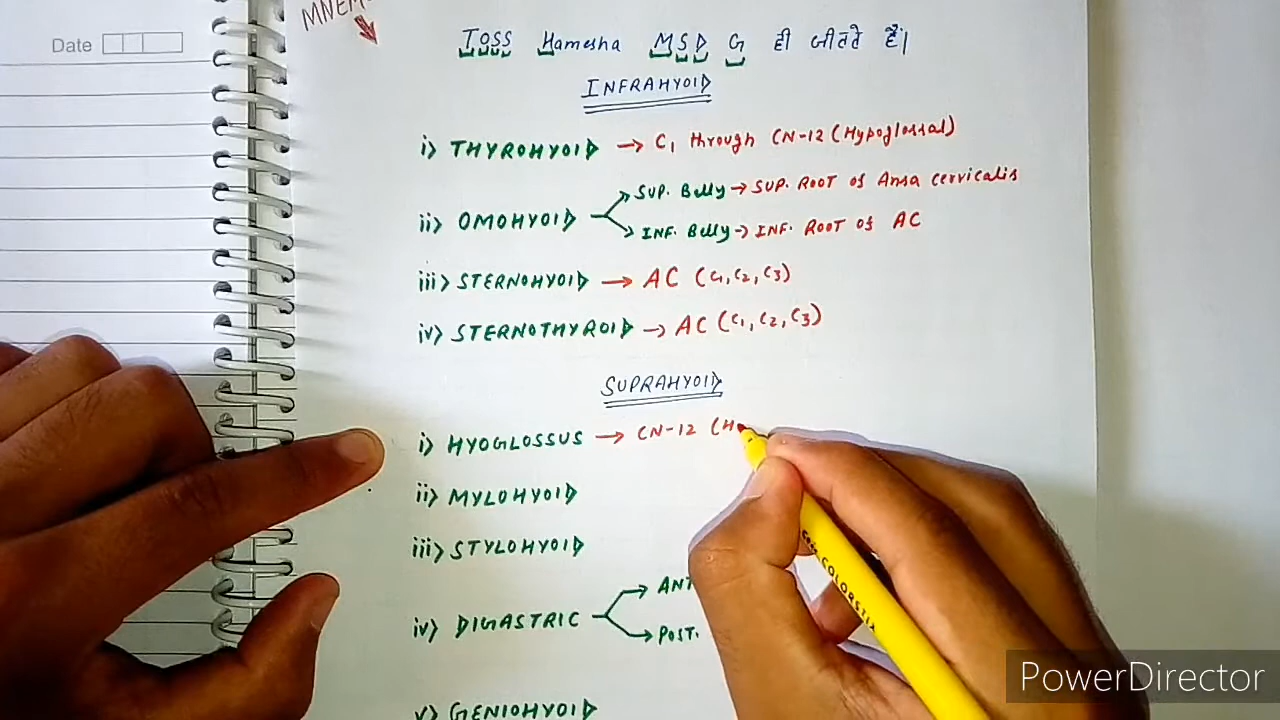 Date
MNEM
TOSS Hamesha MSD G ही जीतते हैं।
INFRAHYOID
i) THYROHYOID → C1 through CN-12 (Hypoglossal)
ii) OMOHYOID
SUP. Belly → SUP. ROOT of Ansa cervicalis
INF. Belly → INF. ROOT of AC
iii) STERNOHYOID → AC (C1, C2, C3)
iv) STERNOTHYROID → AC (C1, C2, C3)
SUPRAHYOID
i) HYOGLOSSUS → CN-12 (H
ii) MYLOHYOID
iii) STYLOHYOID
iv) DIGASTRIC
ANT
POST.
v) GENIOHYOID
COLORSTIX
PowerDirector